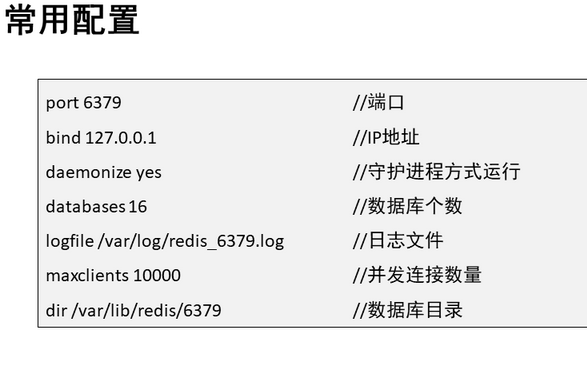 常用配置
port 6379 //端口
bind 127.0.0.1 //IP地址
daemonize yes //守护进程方式运行
databases 16 //数据库个数
logfile /var/log/redis_6379.log //日志文件
maxclients 10000 //并发连接数量
dir /var/lib/redis/6379 //数据库目录